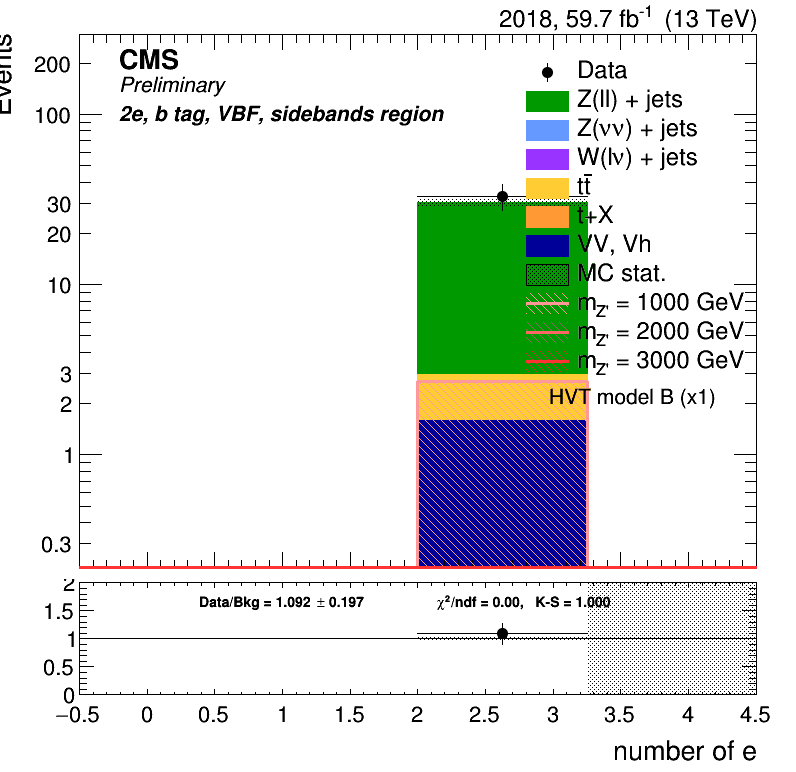 2018, 59.7 fb⁻¹ (13 TeV)
Events
CMS
Preliminary
2e, b tag, VBF, sidebands region
Data
Z(ll) + jets
Z(νν) + jets
W(lν) + jets
tt̄
t+X
VV, Vh
MC stat.
m_Z' = 1000 GeV
m_Z' = 2000 GeV
m_Z' = 3000 GeV
HVT model B (x1)
200
100
30
20
10
3
2
1
0.3
Data/Bkg = 1.092 ± 0.197
χ²/ndf = 0.00, K-S = 1.000
2
1.5
1
0.5
0
−0.5 0 0.5 1 1.5 2 2.5 3 3.5 4 4.5
number of e